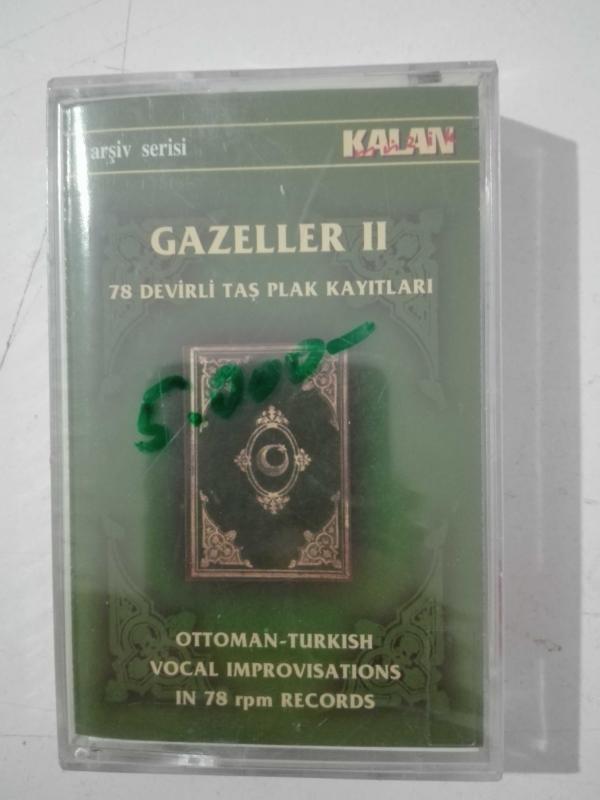 arşiv serisi
KALAN
müzik
GAZELLER II
78 DEVİRLİ TAŞ PLAK KAYITLARI
5.000-
OTTOMAN-TURKISH
VOCAL IMPROVISATIONS
IN 78 rpm RECORDS